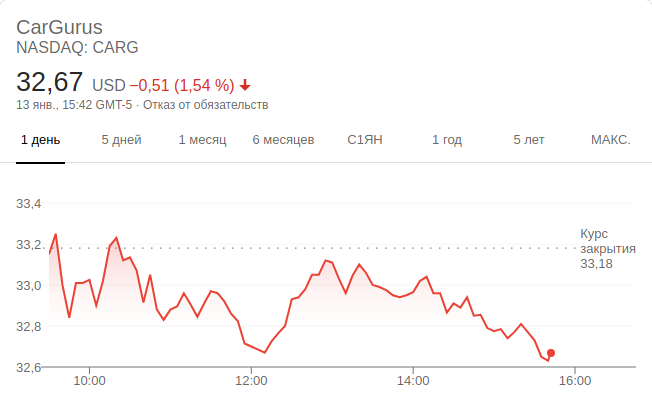 CarGurus
NASDAQ: CARG
32,67 USD −0,51 (1,54 %)
13 янв., 15:42 GMT-5 · Отказ от обязательств
1 день 5 дней 1 месяц 6 месяцев С1ЯН 1 год 5 лет МАКС.
33,4
33,2
33,0
32,8
32,6
Курс
закрытия
33,18
10:00 12:00 14:00 16:00